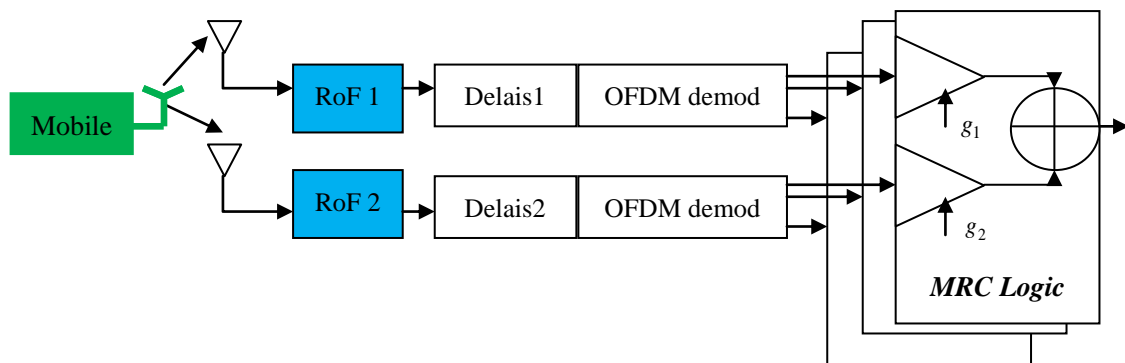 RoF 1
Delais1
OFDM demod
Mobile
g1
RoF 2
Delais2
OFDM demod
g2
MRC Logic